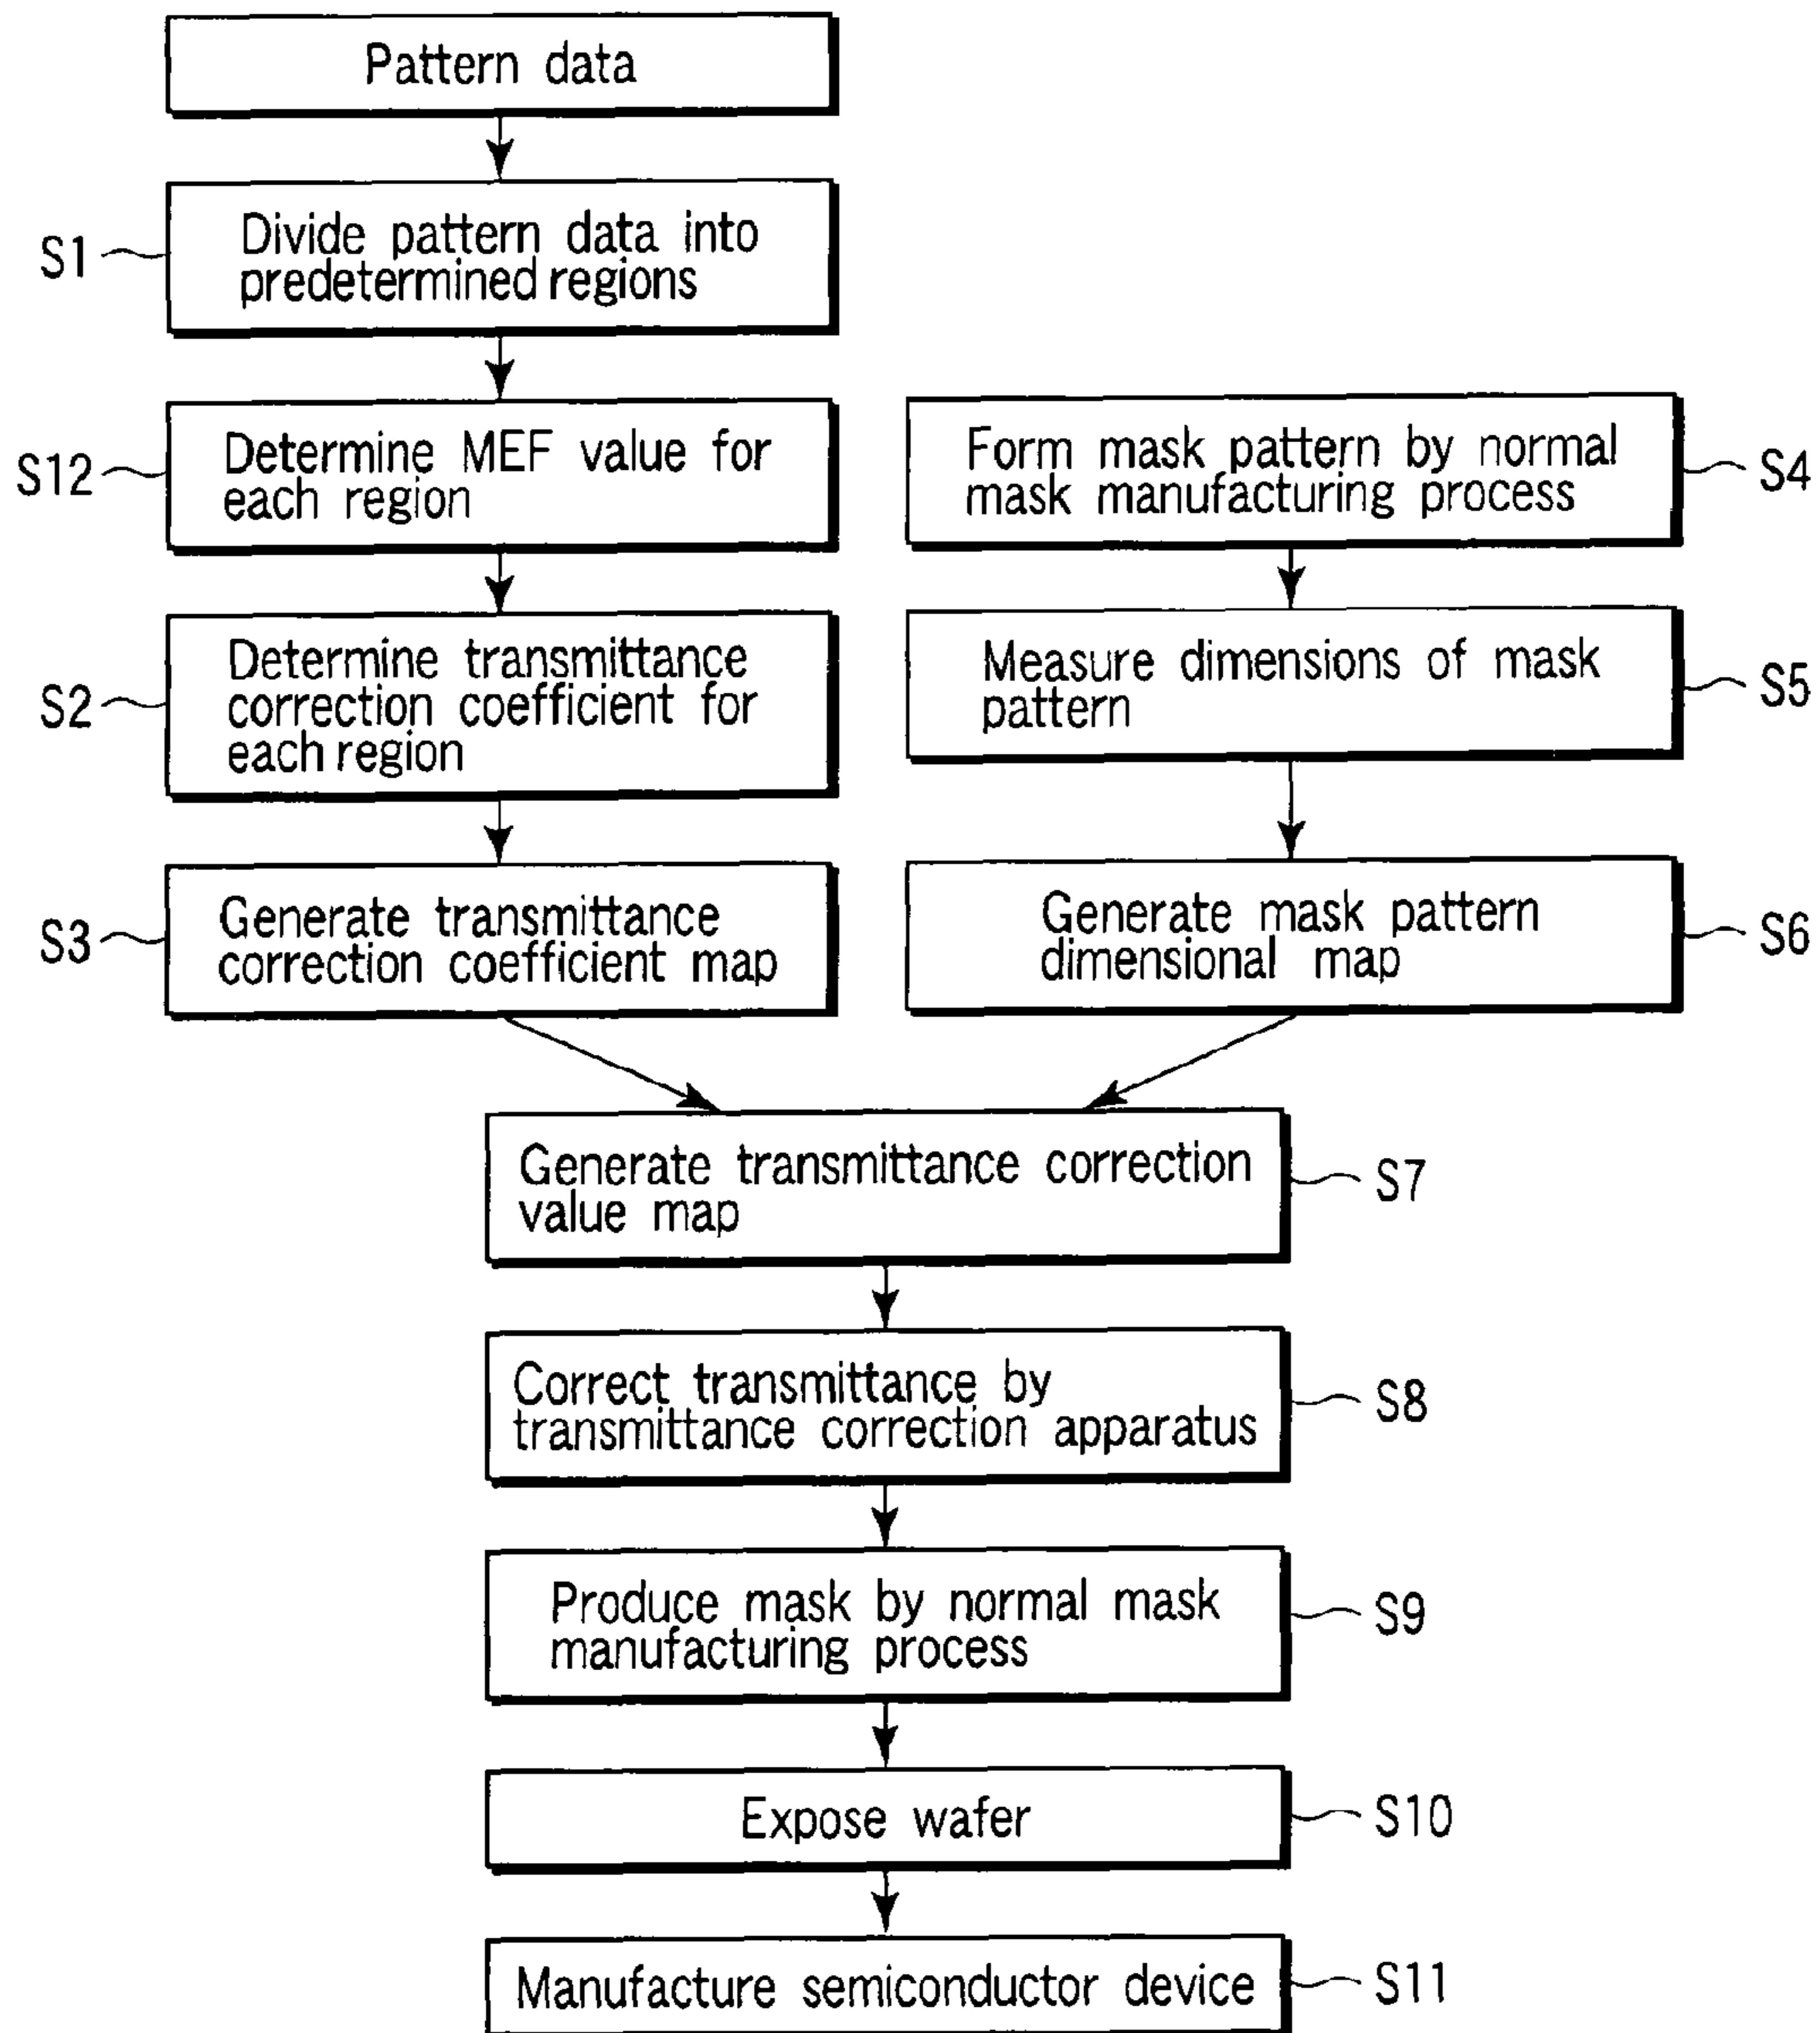 Pattern data
S1
Divide pattern data into
predetermined regions
S12
Determine MEF value for
each region
S2
Determine transmittance
correction coefficient for
each region
S3
Generate transmittance
correction coefficient map
Form mask pattern by normal
mask manufacturing process
S4
Measure dimensions of mask
pattern
S5
Generate mask pattern
dimensional map
S6
Generate transmittance correction
value map
S7
Correct transmittance by
transmittance correction apparatus
S8
Produce mask by normal mask
manufacturing process
S9
Expose wafer
S10
Manufacture semiconductor device
S11